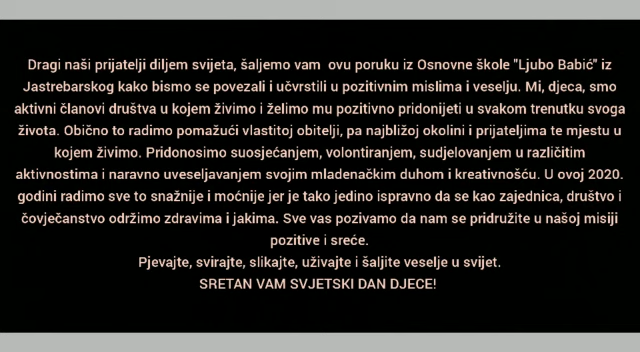 Dragi naši prijatelji diljem svijeta, šaljemo vam ovu poruku iz Osnovne škole "Ljubo Babić" iz
Jastrebarskog kako bismo se povezali i učvrstili u pozitivnim mislima i veselju. Mi, djeca, smo
aktivni članovi društva u kojem živimo i želimo mu pozitivno pridonijeti u svakom trenutku svoga
života. Obično to radimo pomažući vlastitoj obitelji, pa najbližoj okolini i prijateljima te mjestu u
kojem živimo. Pridonosimo suosjećanjem, volontiranjem, sudjelovanjem u različitim
aktivnostima i naravno uveseljavanjem svojim mladenačkim duhom i kreativnošću. U ovoj 2020.
godini radimo sve to snažnije i moćnije jer je tako jedino ispravno da se kao zajednica, društvo i
čovječanstvo održimo zdravima i jakima. Sve vas pozivamo da nam se pridružite u našoj misiji
pozitive i sreće.
Pjevajte, svirajte, slikajte, uživajte i šaljite veselje u svijet.
SRETAN VAM SVJETSKI DAN DJECE!